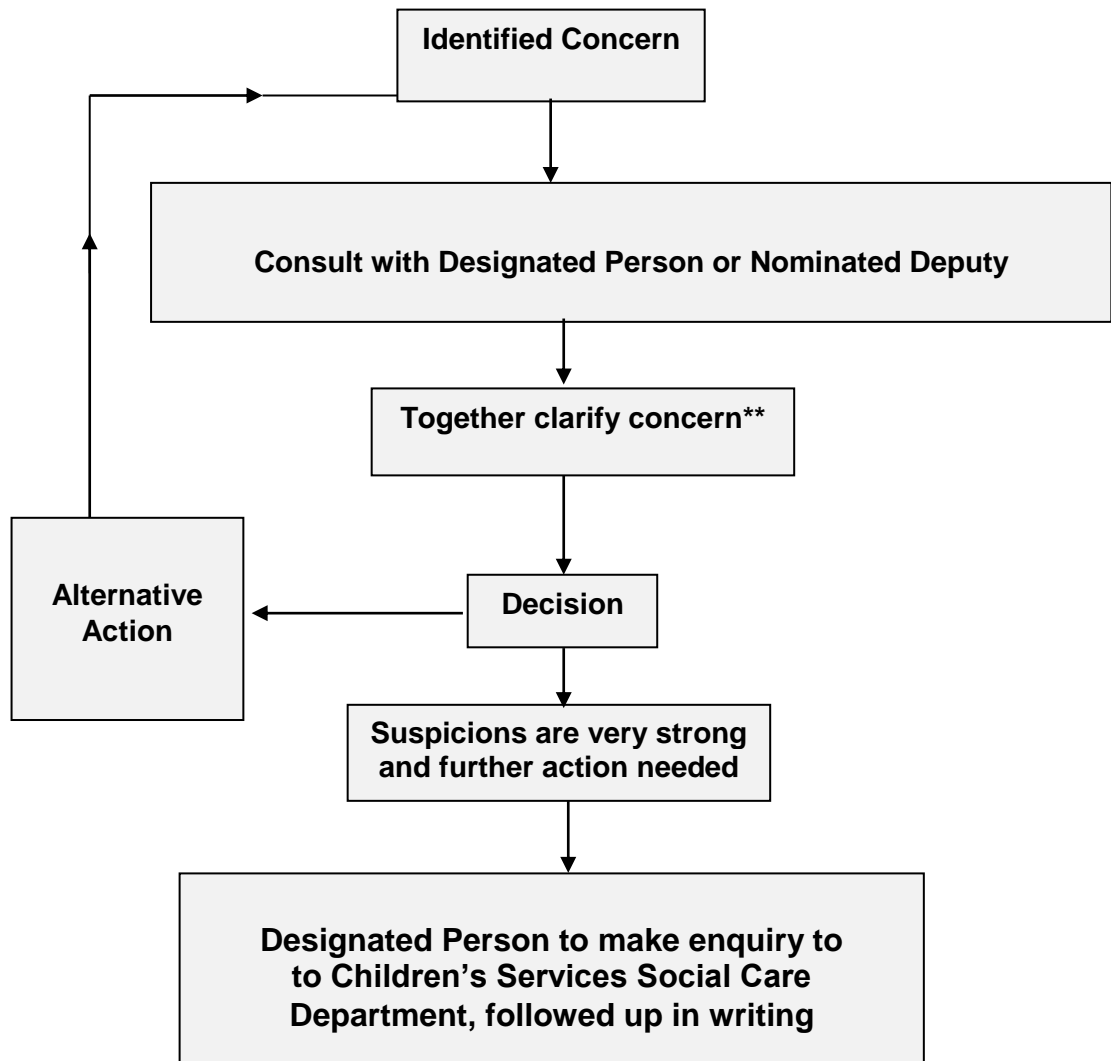 Identified Concern
Consult with Designated Person or Nominated Deputy
Together clarify concern**
Alternative
Action
Decision
Suspicions are very strong
and further action needed
Designated Person to make enquiry to
to Children’s Services Social Care
Department, followed up in writing